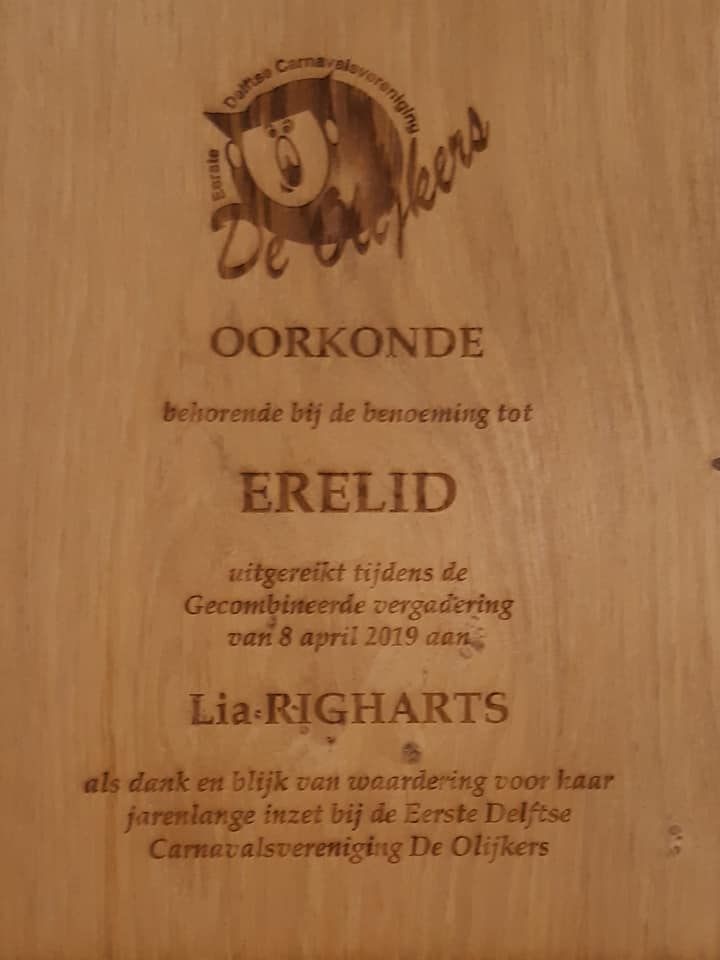 Eerste Delftse Carnavalsvereniging
De Olijkers
OORKONDE
behorende bij de benoeming tot
ERELID
uitgereikt tijdens de
Gecombineerde vergadering
van 8 april 2019 aan
Lia RIGHARTS
als dank en blijk van waardering voor haar
jarenlange inzet bij de Eerste Delftse
Carnavalsvereniging De Olijkers